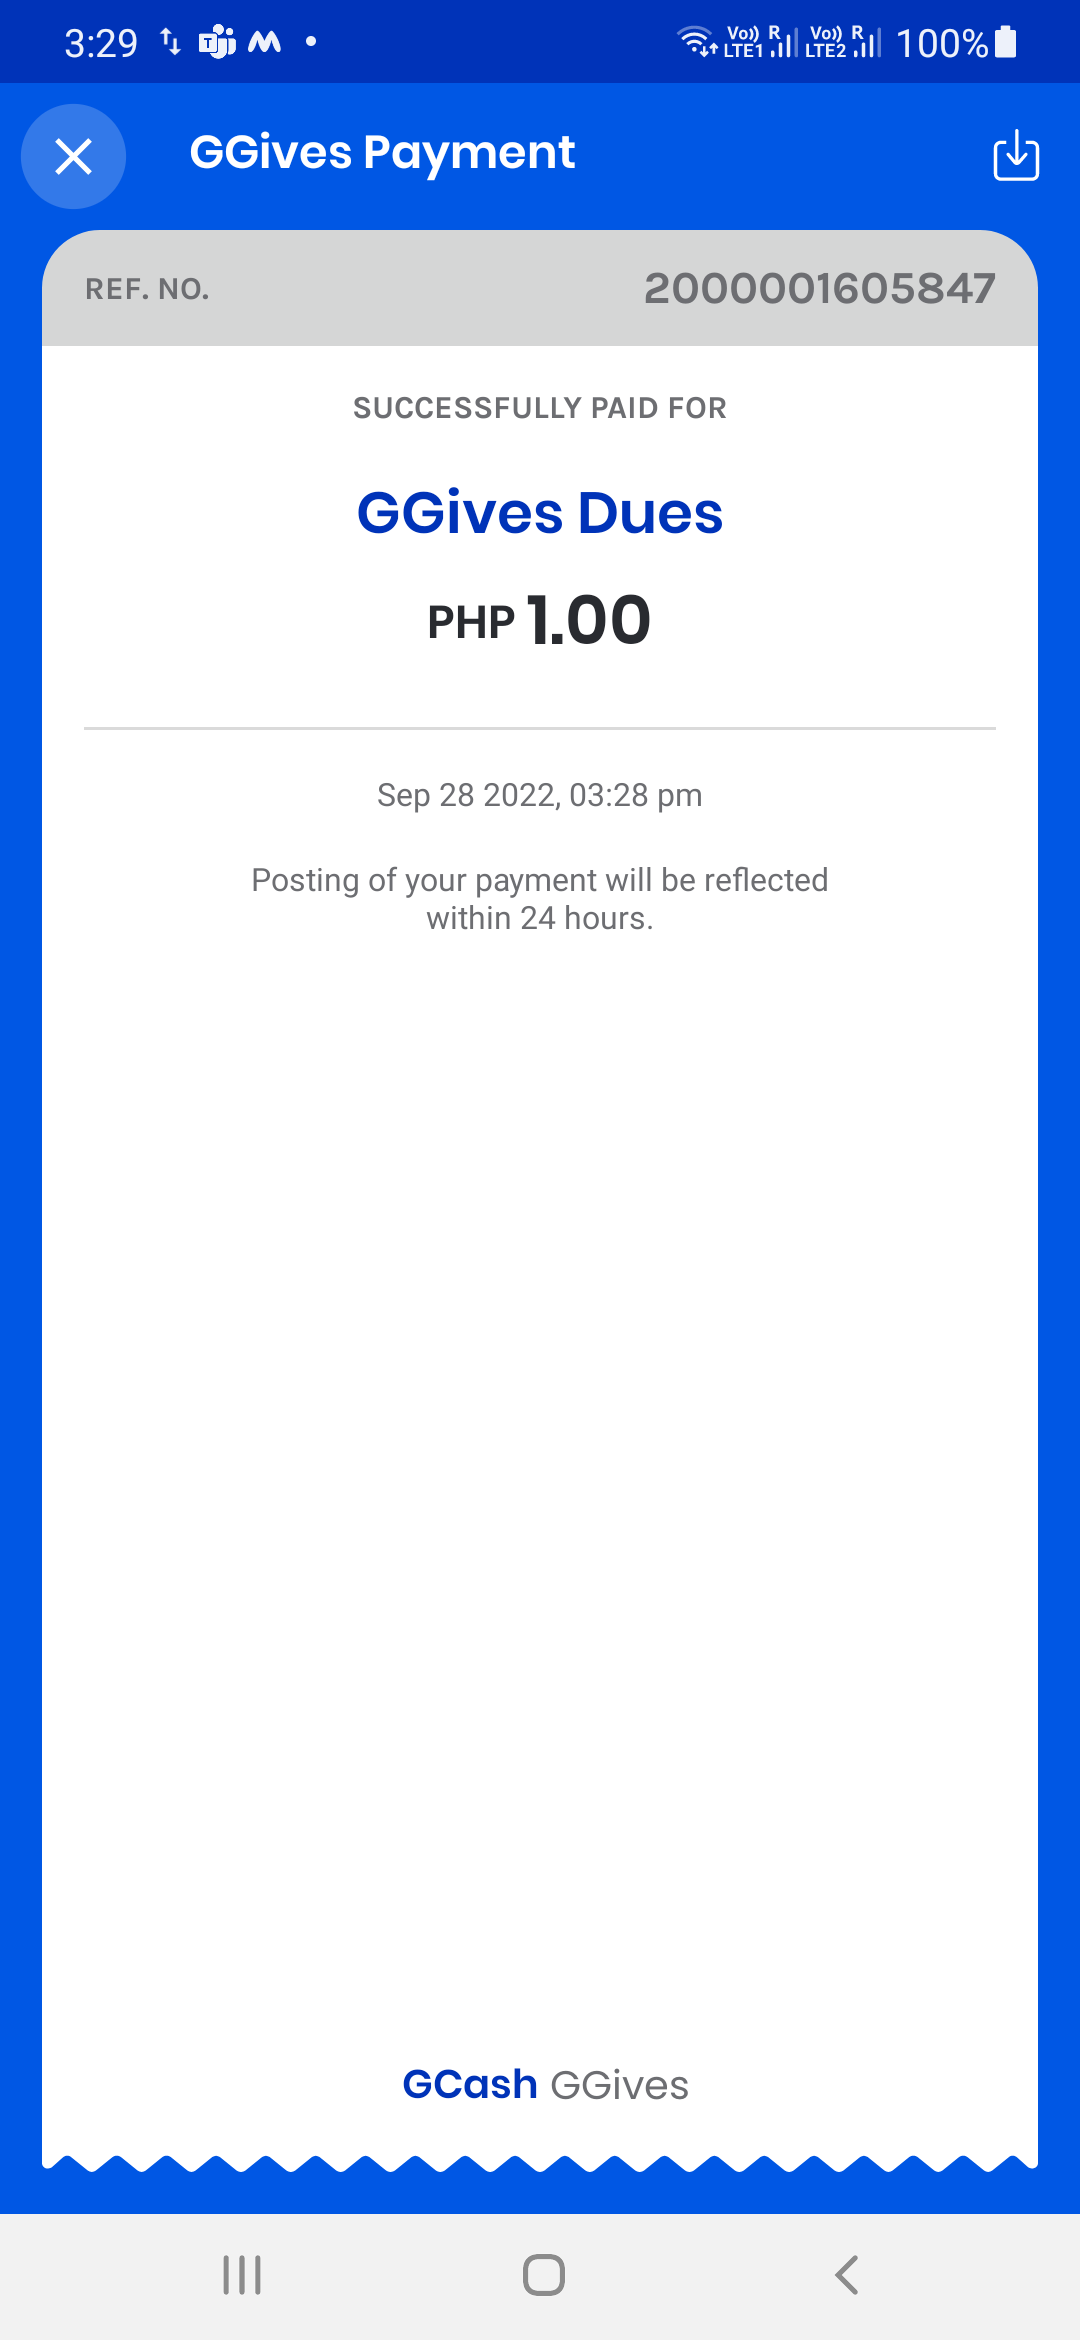 3:29 T Vo)) R LTE1 Vo)) R LTE2 100%
GGives Payment
REF. NO. 2000001605847
SUCCESSFULLY PAID FOR
GGives Dues
PHP 1.00
Sep 28 2022, 03:28 pm
Posting of your payment will be reflected
within 24 hours.
GCash GGives